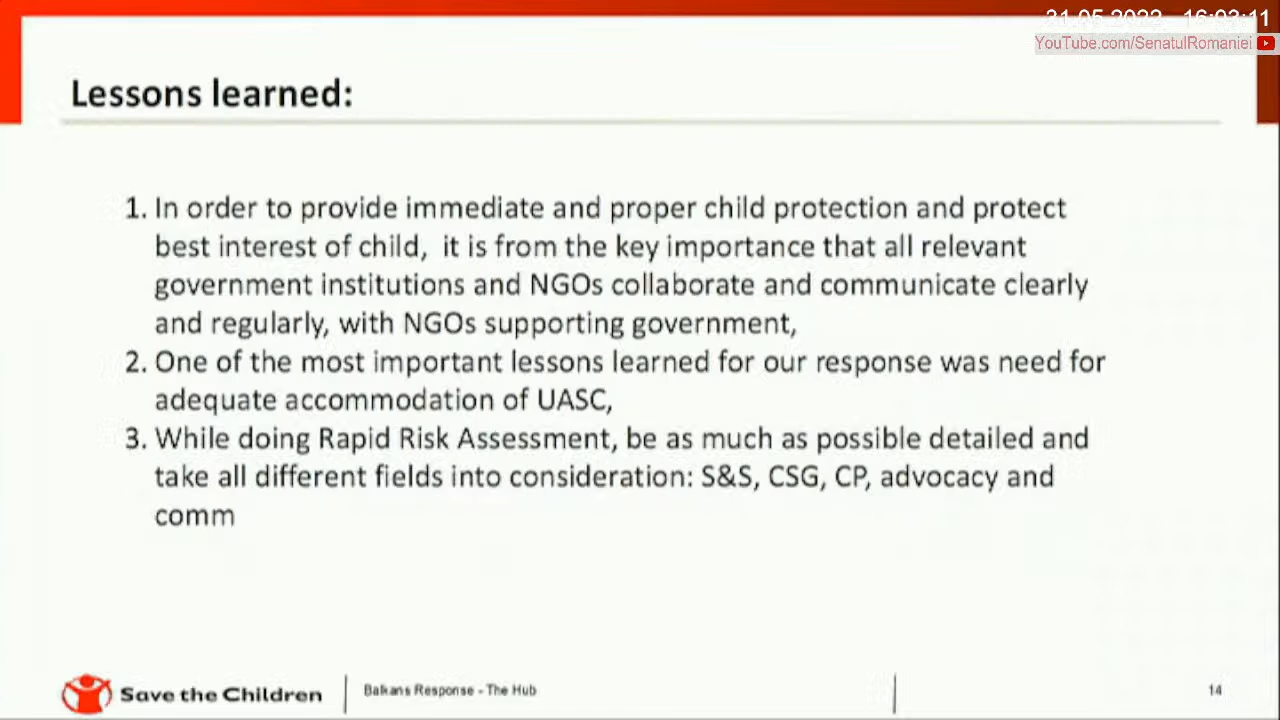 31.05.2022 16:03:11
YouTube.com/SenatulRomaniei
Lessons learned:
1. In order to provide immediate and proper child protection and protect
best interest of child, it is from the key importance that all relevant
government institutions and NGOs collaborate and communicate clearly
and regularly, with NGOs supporting government,
2. One of the most important lessons learned for our response was need for
adequate accommodation of UASC,
3. While doing Rapid Risk Assessment, be as much as possible detailed and
take all different fields into consideration: S&S, CSG, CP, advocacy and
comm
Save the Children
Balkans Response - The Hub
14